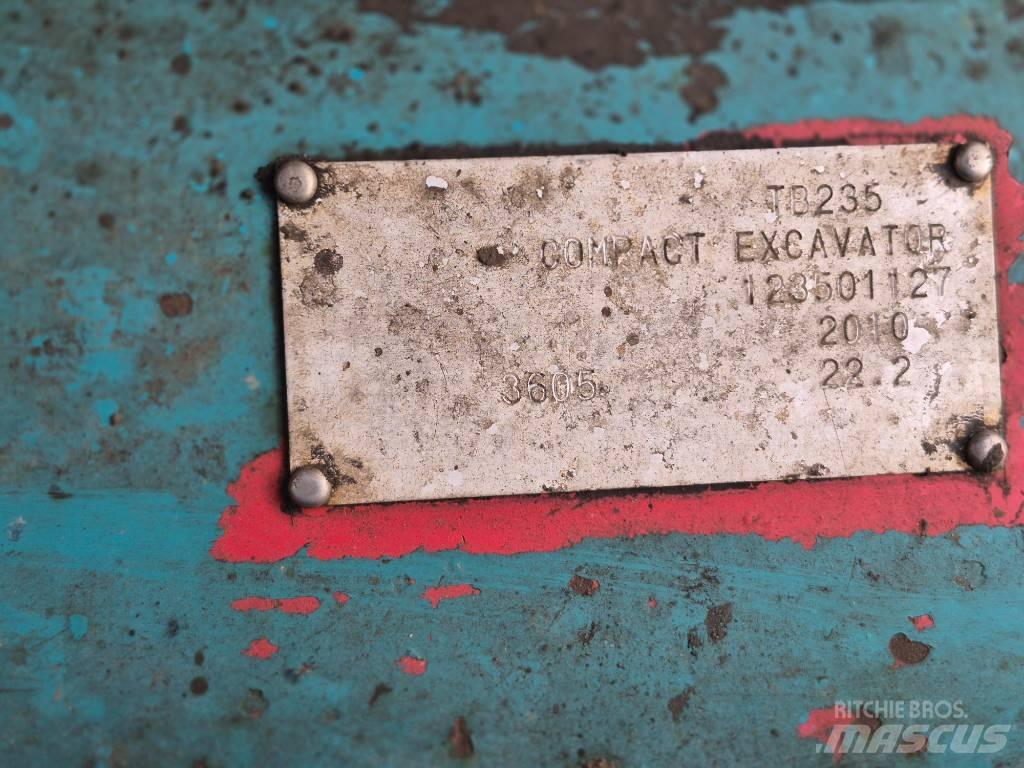 TB235
COMPACT EXCAVATOR
123501127
2010
3605 22.2
RITCHIE BROS.
MASCUS